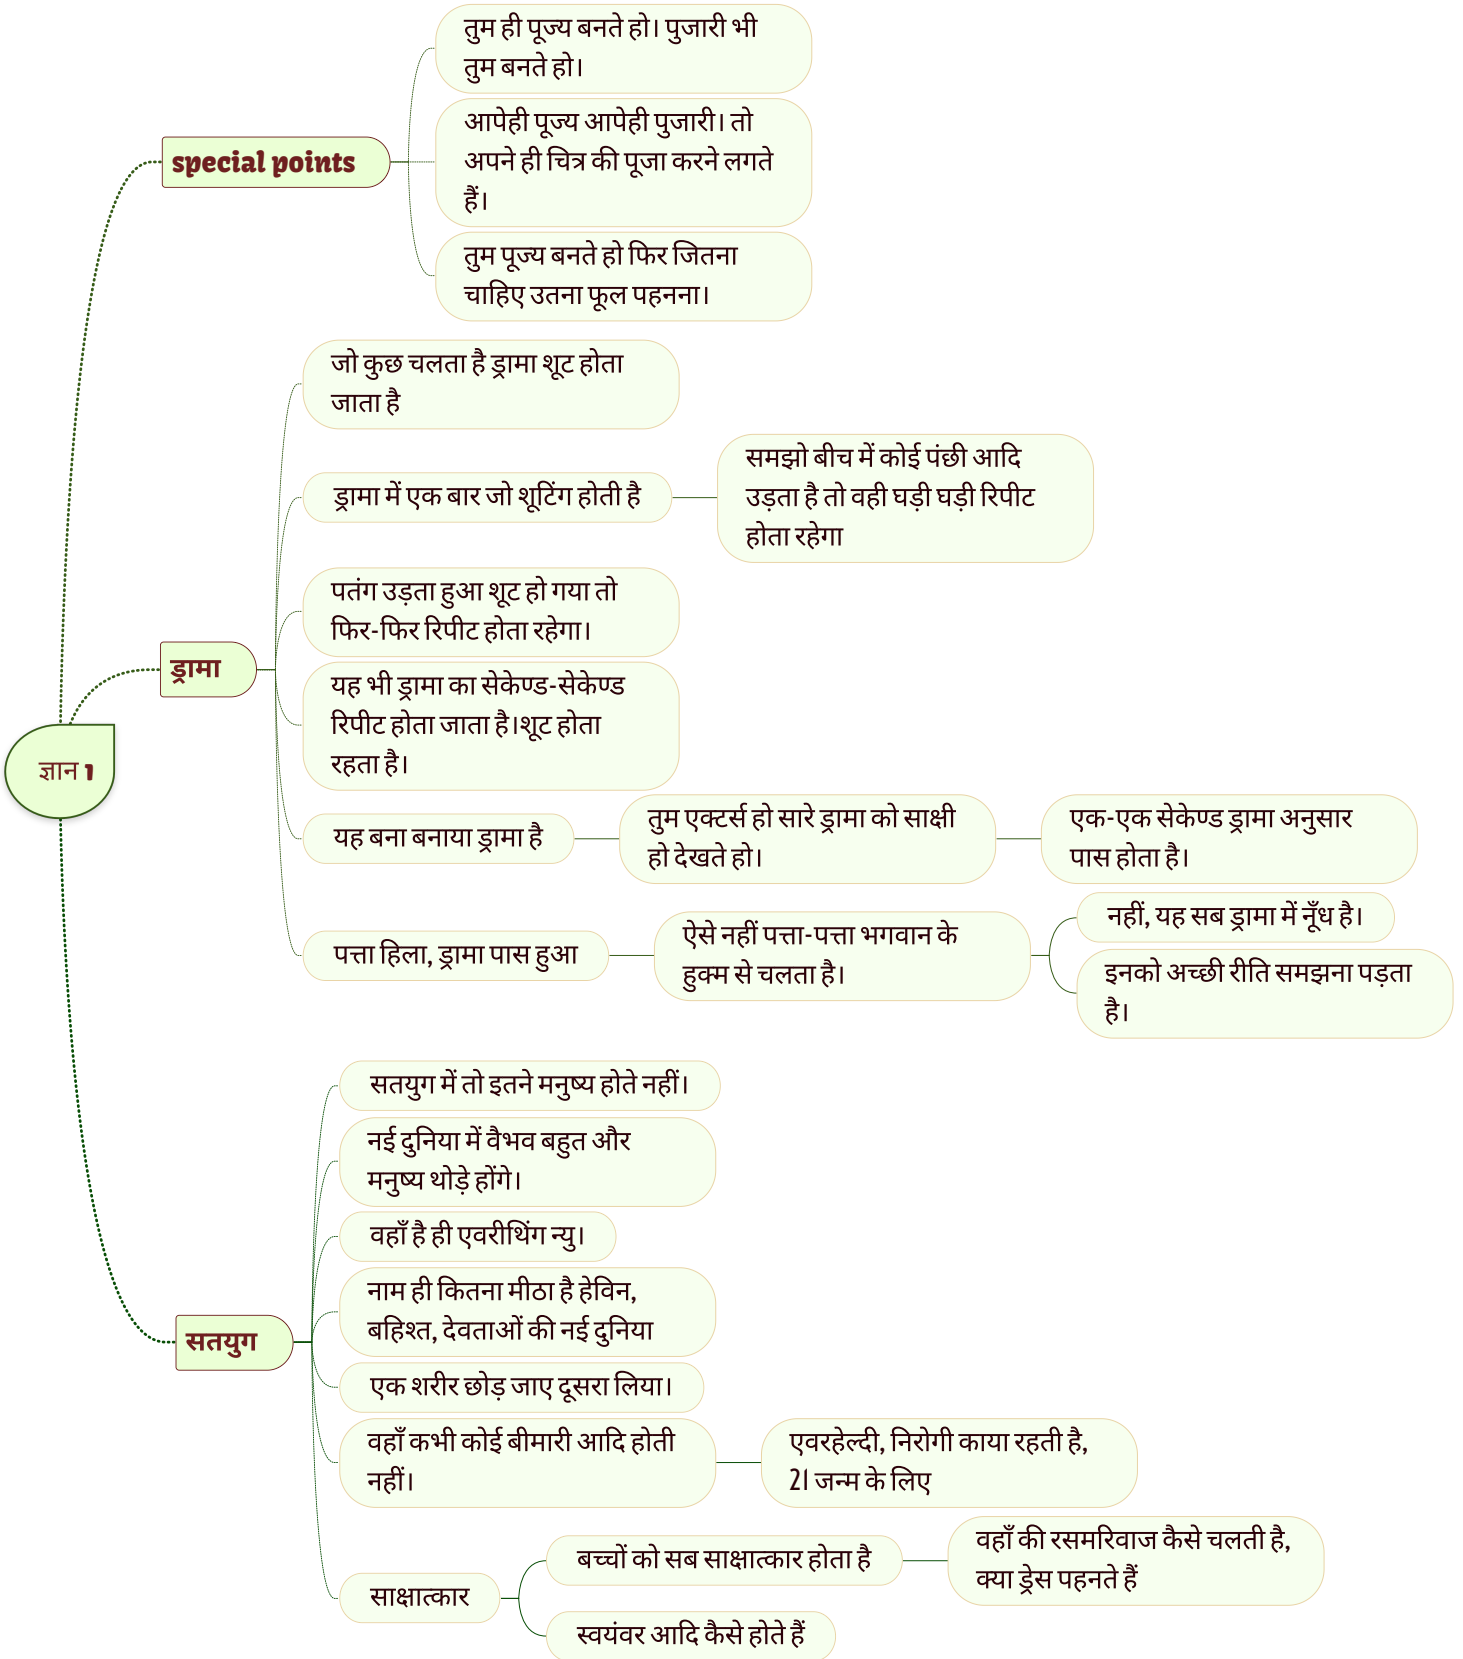 तुम ही पूज्य बनते हो। पुजारी भी
तुम बनते हो।
special points
आपेही पूज्य आपेही पुजारी। तो
अपने ही चित्र की पूजा करने लगते
हैं।
तुम पूज्य बनते हो फिर जितना
चाहिए उतना फूल पहनना।
जो कुछ चलता है ड्रामा शूट होता
जाता है
ड्रामा में एक बार जो शूटिंग होती है
समझो बीच में कोई पंछी आदि
उड़ता है तो वही घड़ी घड़ी रिपीट
होता रहेगा
पतंग उड़ता हुआ शूट हो गया तो
फिर-फिर रिपीट होता रहेगा।
ड्रामा
यह भी ड्रामा का सेकेण्ड-सेकेण्ड
रिपीट होता जाता है।शूट होता
रहता है।
ज्ञान 1
यह बना बनाया ड्रामा है
तुम एक्टर्स हो सारे ड्रामा को साक्षी
हो देखते हो।
एक-एक सेकेण्ड ड्रामा अनुसार
पास होता है।
पत्ता हिला, ड्रामा पास हुआ
ऐसे नहीं पत्ता-पत्ता भगवान के
हुक्म से चलता है।
नहीं, यह सब ड्रामा में नूँध है।
इनको अच्छी रीति समझना पड़ता
है।
सतयुग में तो इतने मनुष्य होते नहीं।
नई दुनिया में वैभव बहुत और
मनुष्य थोड़े होंगे।
वहाँ है ही एवरीथिंग न्यु।
नाम ही कितना मीठा है हेविन,
बहिश्त, देवताओं की नई दुनिया
सतयुग
एक शरीर छोड़ जाए दूसरा लिया।
वहाँ कभी कोई बीमारी आदि होती
नहीं।
एवरहेल्दी, निरोगी काया रहती है,
21 जन्म के लिए
साक्षात्कार
बच्चों को सब साक्षात्कार होता है
वहाँ की रसमरिवाज कैसे चलती है,
क्या ड्रेस पहनते हैं
स्वयंवर आदि कैसे होते हैं